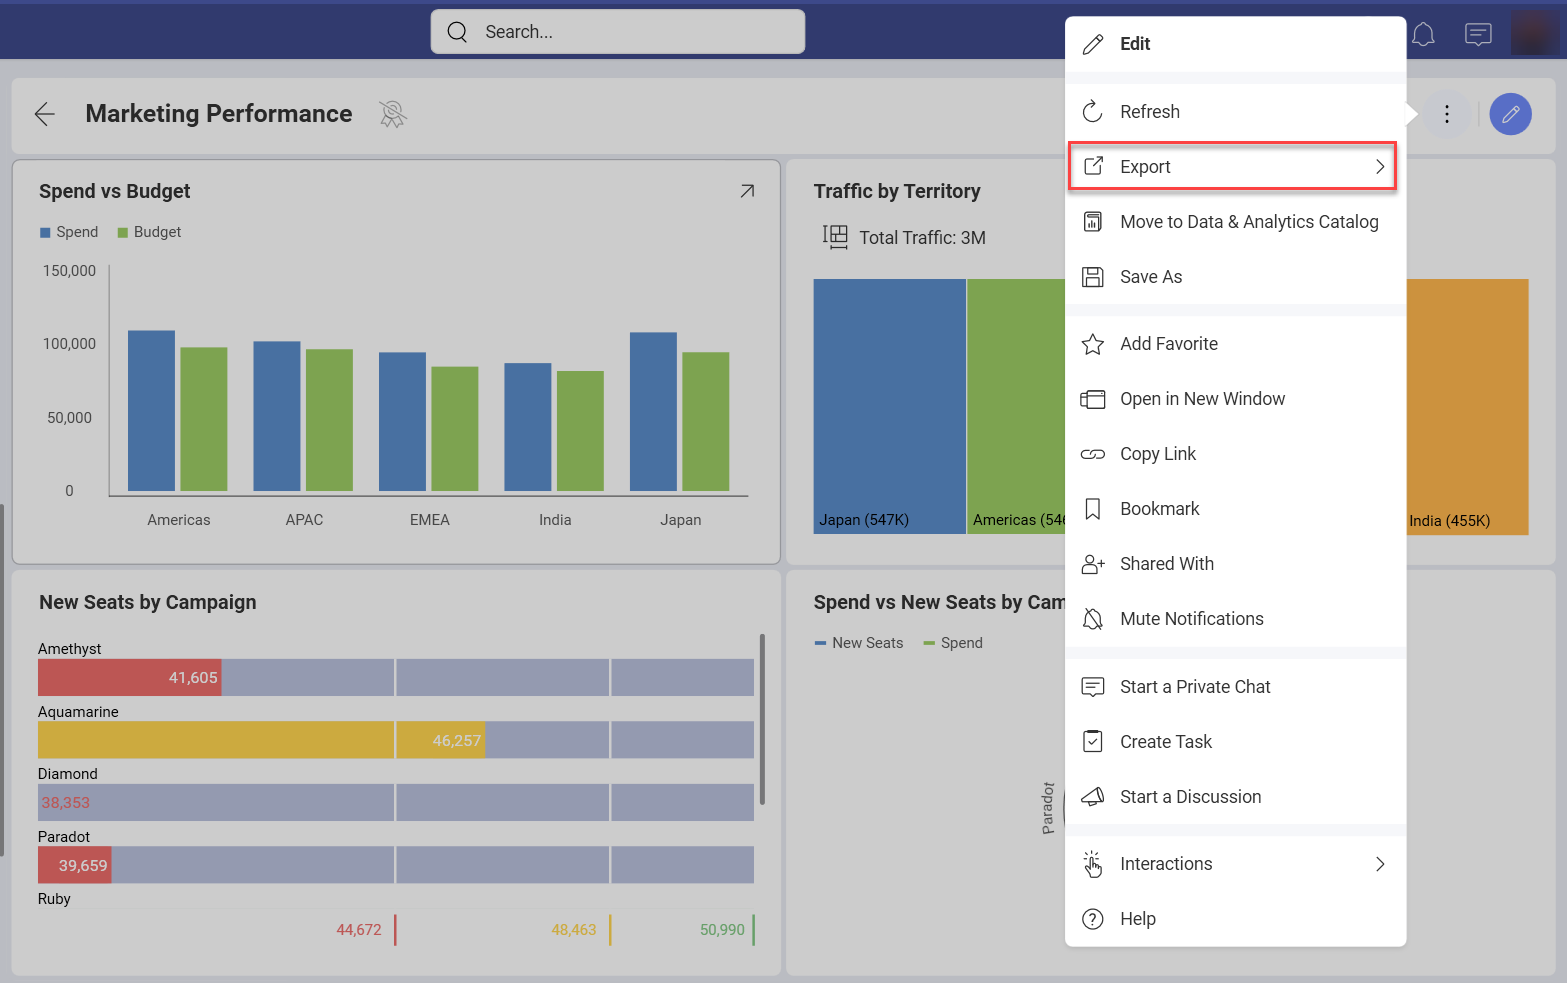 Search...
Marketing Performance
Spend vs Budget
Spend
Budget
150,000
100,000
50,000
0
Americas
APAC
EMEA
India
Japan
Traffic by Territory
Total Traffic: 3M
Japan (547K)
Americas (546
India (455K)
New Seats by Campaign
Amethyst
41,605
Aquamarine
46,257
Diamond
38,353
Paradot
39,659
Ruby
44,672
48,463
50,990
Spend vs New Seats by Cam
New Seats
Spend
Paradot
Edit
Refresh
Export
Move to Data & Analytics Catalog
Save As
Add Favorite
Open in New Window
Copy Link
Bookmark
Shared With
Mute Notifications
Start a Private Chat
Create Task
Start a Discussion
Interactions
Help